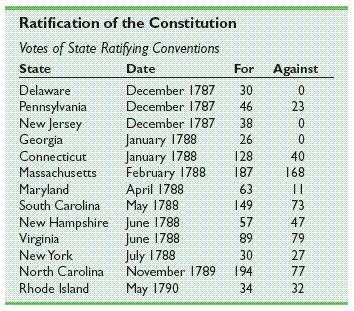 Ratification of the Constitution
Votes of State Ratifying Conventions
State Date For Against
Delaware December 1787 30 0
Pennsylvania December 1787 46 23
New Jersey December 1787 38 0
Georgia January 1788 26 0
Connecticut January 1788 128 40
Massachusetts February 1788 187 168
Maryland April 1788 63 11
South Carolina May 1788 149 73
New Hampshire June 1788 57 47
Virginia June 1788 89 79
New York July 1788 30 27
North Carolina November 1789 194 77
Rhode Island May 1790 34 32